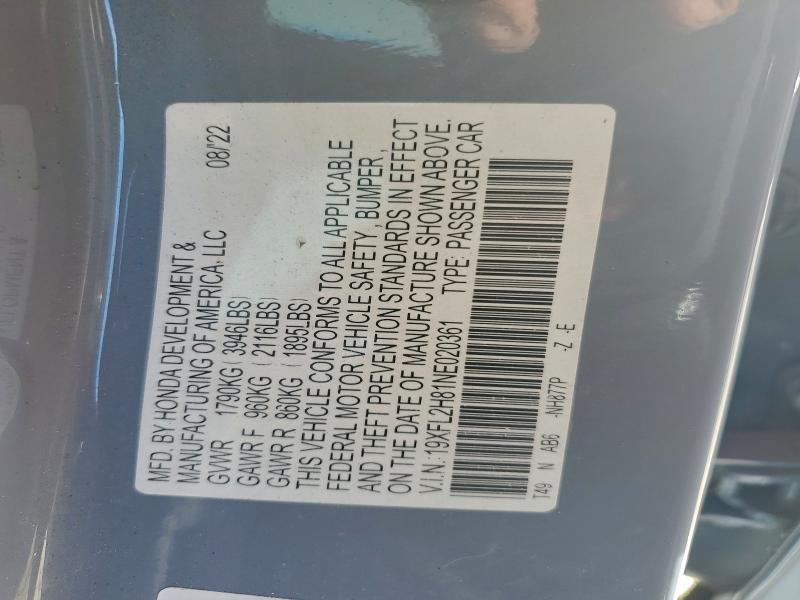 MFD. BY HONDA DEVELOPMENT &
MANUFACTURING OF AMERICA, LLC 08/'22
GVWR 1790KG ( 3946LBS)
GAWR F 960KG ( 2116LBS)
GAWR R 860KG ( 1895LBS)
THIS VEHICLE CONFORMS TO ALL APPLICABLE
FEDERAL MOTOR VEHICLE SAFETY, BUMPER,
AND THEFT PREVENTION STANDARDS IN EFFECT
ON THE DATE OF MANUFACTURE SHOWN ABOVE.
V.I.N: 19XFL2H81NE020361 TYPE: PASSENGER CAR
T49 N AB6 -NH877P -Z -E